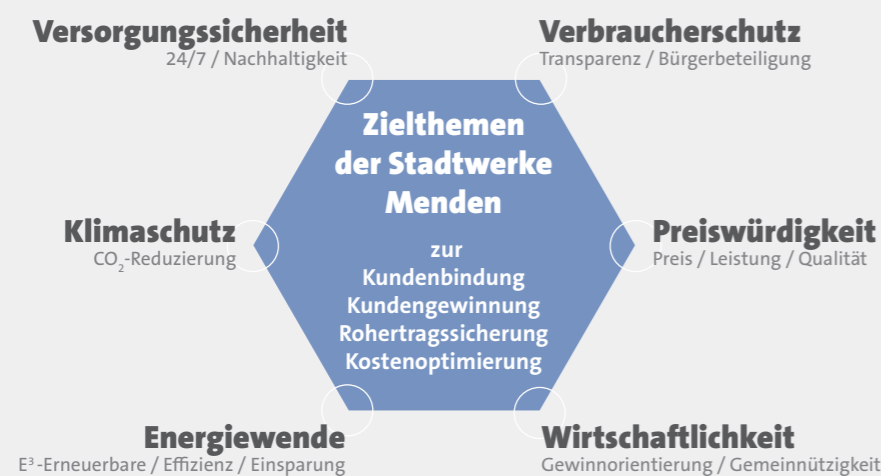 Versorgungssicherheit
24/7 / Nachhaltigkeit
Verbraucherschutz
Transparenz / Bürgerbeteiligung
Zielthemen
der Stadtwerke
Menden
zur
Kundenbindung
Kundengewinnung
Rohertragssicherung
Kostenoptimierung
Klimaschutz
CO₂-Reduzierung
Preiswürdigkeit
Preis / Leistung / Qualität
Energiewende
E³-Erneuerbare / Effizienz / Einsparung
Wirtschaftlichkeit
Gewinnorientierung / Gemeinnützigkeit